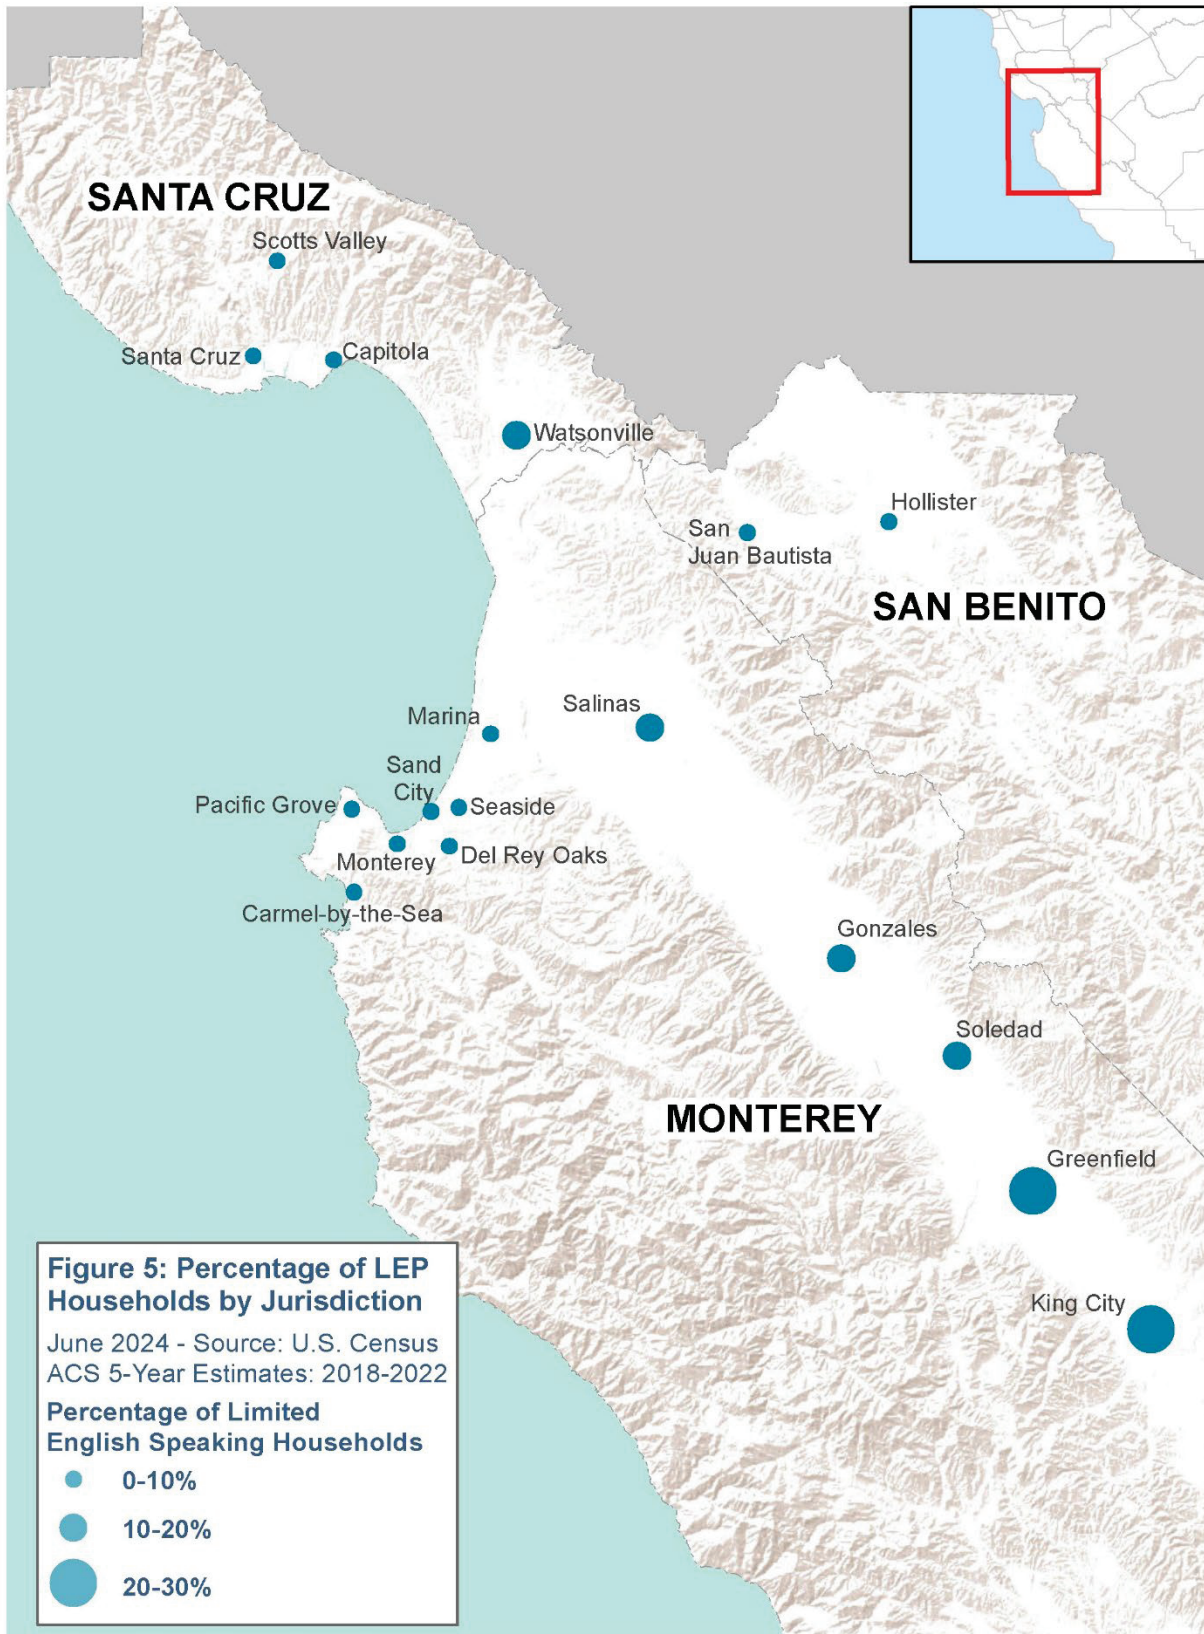 SANTA CRUZ
Scotts Valley
Santa Cruz
Capitola
Watsonville
Hollister
San
Juan Bautista
SAN BENITO
Salinas
Marina
Sand
City
Pacific Grove
Seaside
Monterey
Del Rey Oaks
Carmel-by-the-Sea
Gonzales
Soledad
MONTEREY
Greenfield
King City
Figure 5: Percentage of LEP
Households by Jurisdiction
June 2024 - Source: U.S. Census
ACS 5-Year Estimates: 2018-2022
Percentage of Limited
English Speaking Households
0-10%
10-20%
20-30%